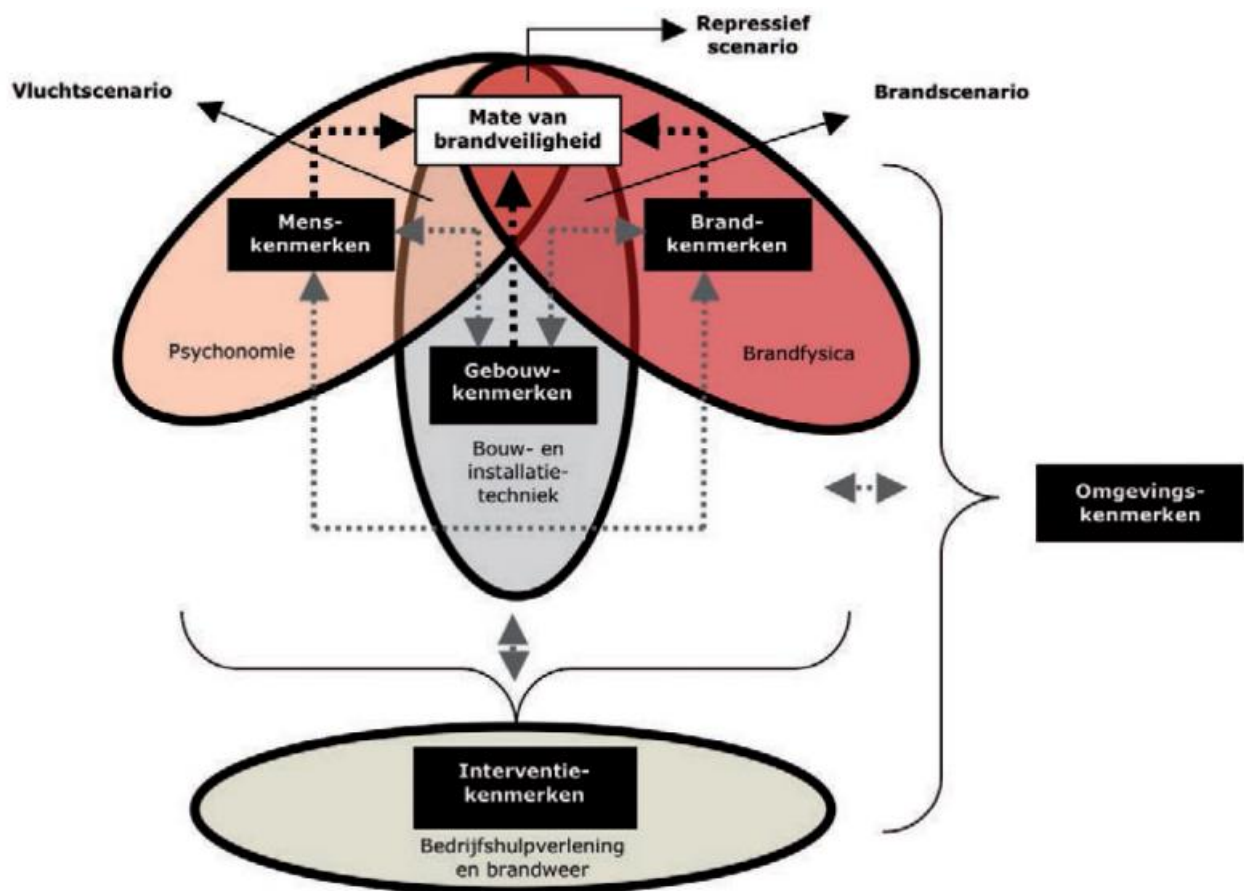 Repressief
scenario
Vluchtscenario
Brandscenario
Mate van
brandveiligheid
Mens-
kenmerken
Brand-
kenmerken
Psychonomie
Brandfysica
Gebouw-
kenmerken
Bouw- en
installatie-
techniek
Omgevings-
kenmerken
Interventie-
kenmerken
Bedrijfshulpverlening
en brandweer